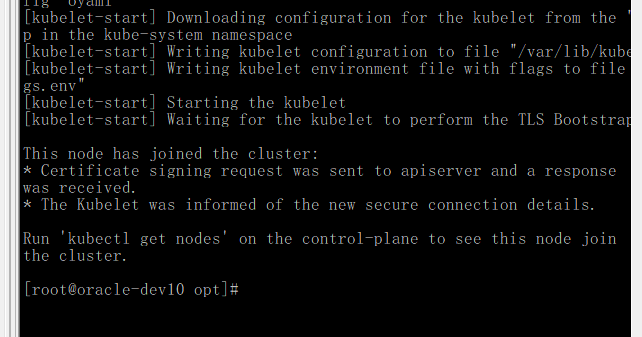 [kubelet-start] Downloading configuration for the kubelet from the "
p in the kube-system namespace
[kubelet-start] Writing kubelet configuration to file "/var/lib/kube
[kubelet-start] Writing kubelet environment file with flags to file
gs.env"
[kubelet-start] Starting the kubelet
[kubelet-start] Waiting for the kubelet to perform the TLS Bootstrap
This node has joined the cluster:
* Certificate signing request was sent to apiserver and a response
was received.
* The Kubelet was informed of the new secure connection details.
Run 'kubectl get nodes' on the control-plane to see this node join
the cluster.
[root@oracle-dev10 opt]#